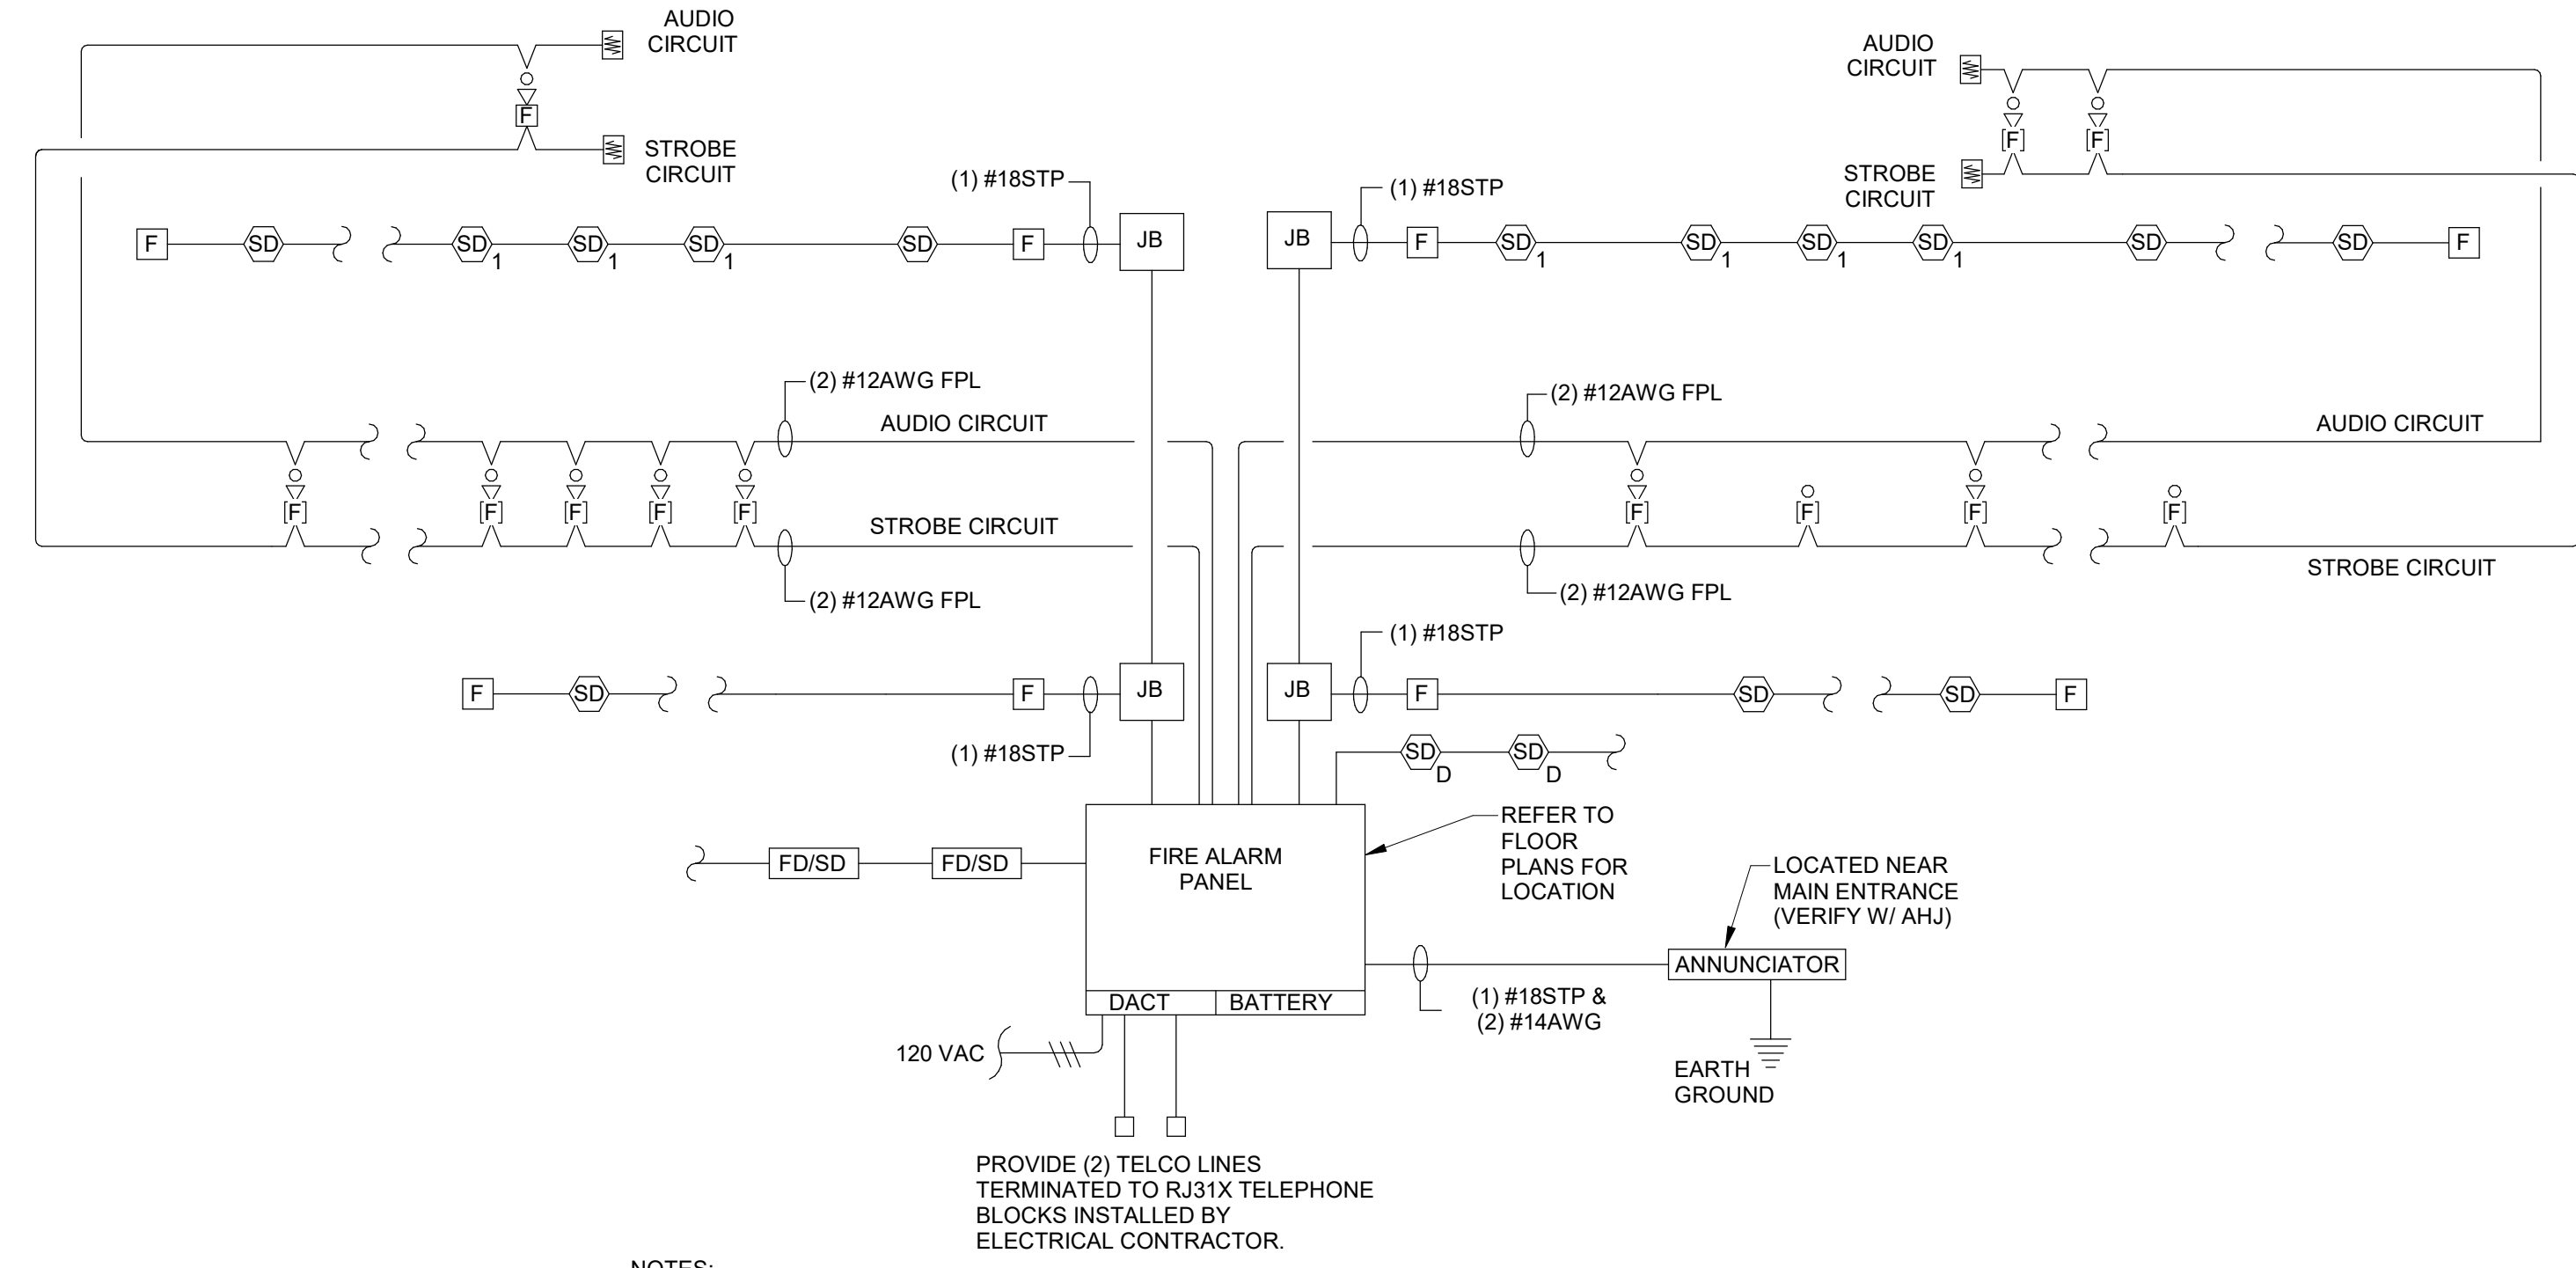 AUDIO
CIRCUIT
F
STROBE
CIRCUIT
AUDIO
CIRCUIT
[F] [F]
STROBE
CIRCUIT
(1) #18STP
(1) #18STP
F SD SD 1 SD 1 SD 1 SD F JB
JB F SD 1 SD 1 SD 1 SD 1 SD SD F
(2) #12AWG FPL
AUDIO CIRCUIT
(2) #12AWG FPL
AUDIO CIRCUIT
[F] [F] [F] [F] [F]
[F] [F] [F] [F]
STROBE CIRCUIT
STROBE CIRCUIT
(2) #12AWG FPL
(2) #12AWG FPL
(1) #18STP
F SD F JB
JB F SD SD F
(1) #18STP
SD D SD D
FD/SD FD/SD
FIRE ALARM
PANEL
REFER TO
FLOOR
PLANS FOR
LOCATION
LOCATED NEAR
MAIN ENTRANCE
(VERIFY W/ AHJ)
ANNUNCIATOR
(1) #18STP &
(2) #14AWG
DACT BATTERY
120 VAC
EARTH
GROUND
PROVIDE (2) TELCO LINES
TERMINATED TO RJ31X TELEPHONE
BLOCKS INSTALLED BY
ELECTRICAL CONTRACTOR.
NOTES: